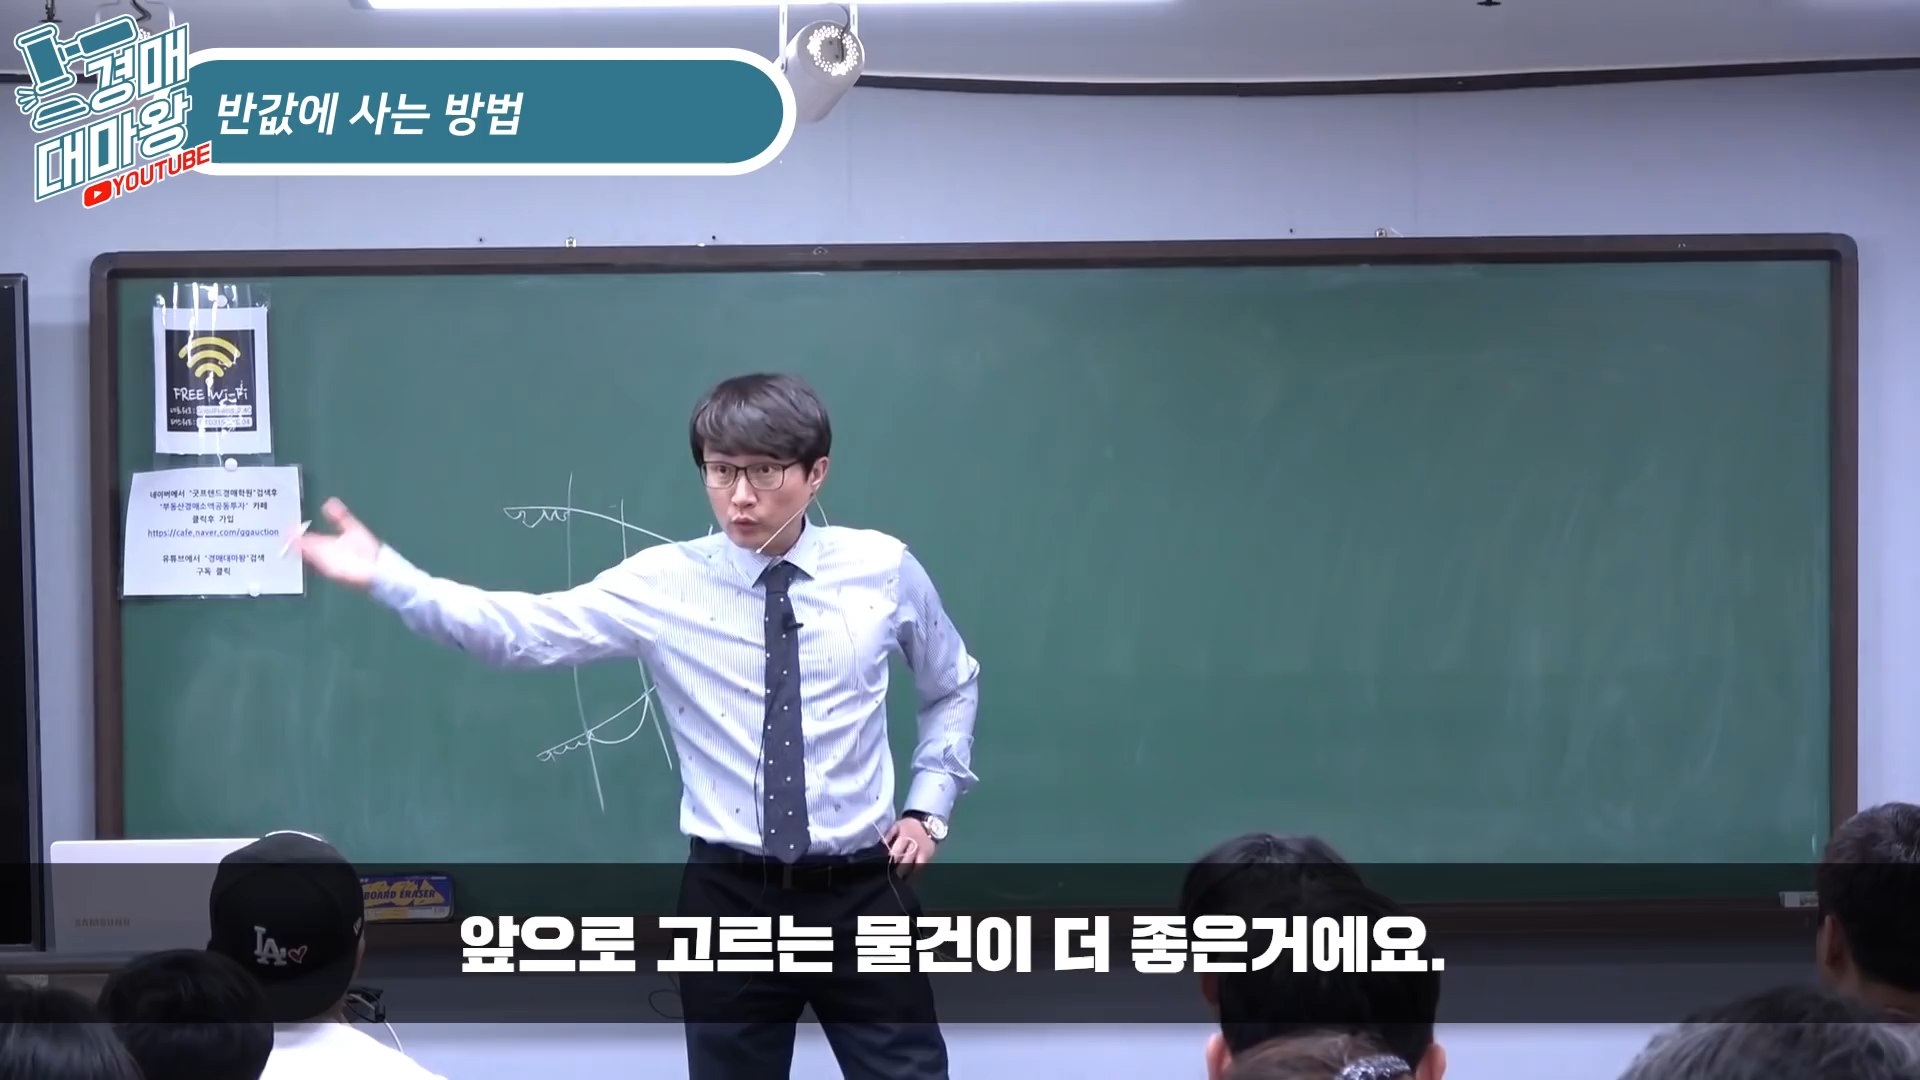 경매
대마왕
YOUTUBE
반값에 사는 방법
FREE Wi-Fi
네이버에서 "굿프렌드경매학원"검색후
"부동산경매소액공동투자" 카페
클릭후 가입
https://cafe.naver.com/ggauction
유튜브에서 "경매대마왕"검색
구독 클릭
SAMSUNG
BOARD ERASER
LA
앞으로 고르는 물건이 더 좋은거에요.